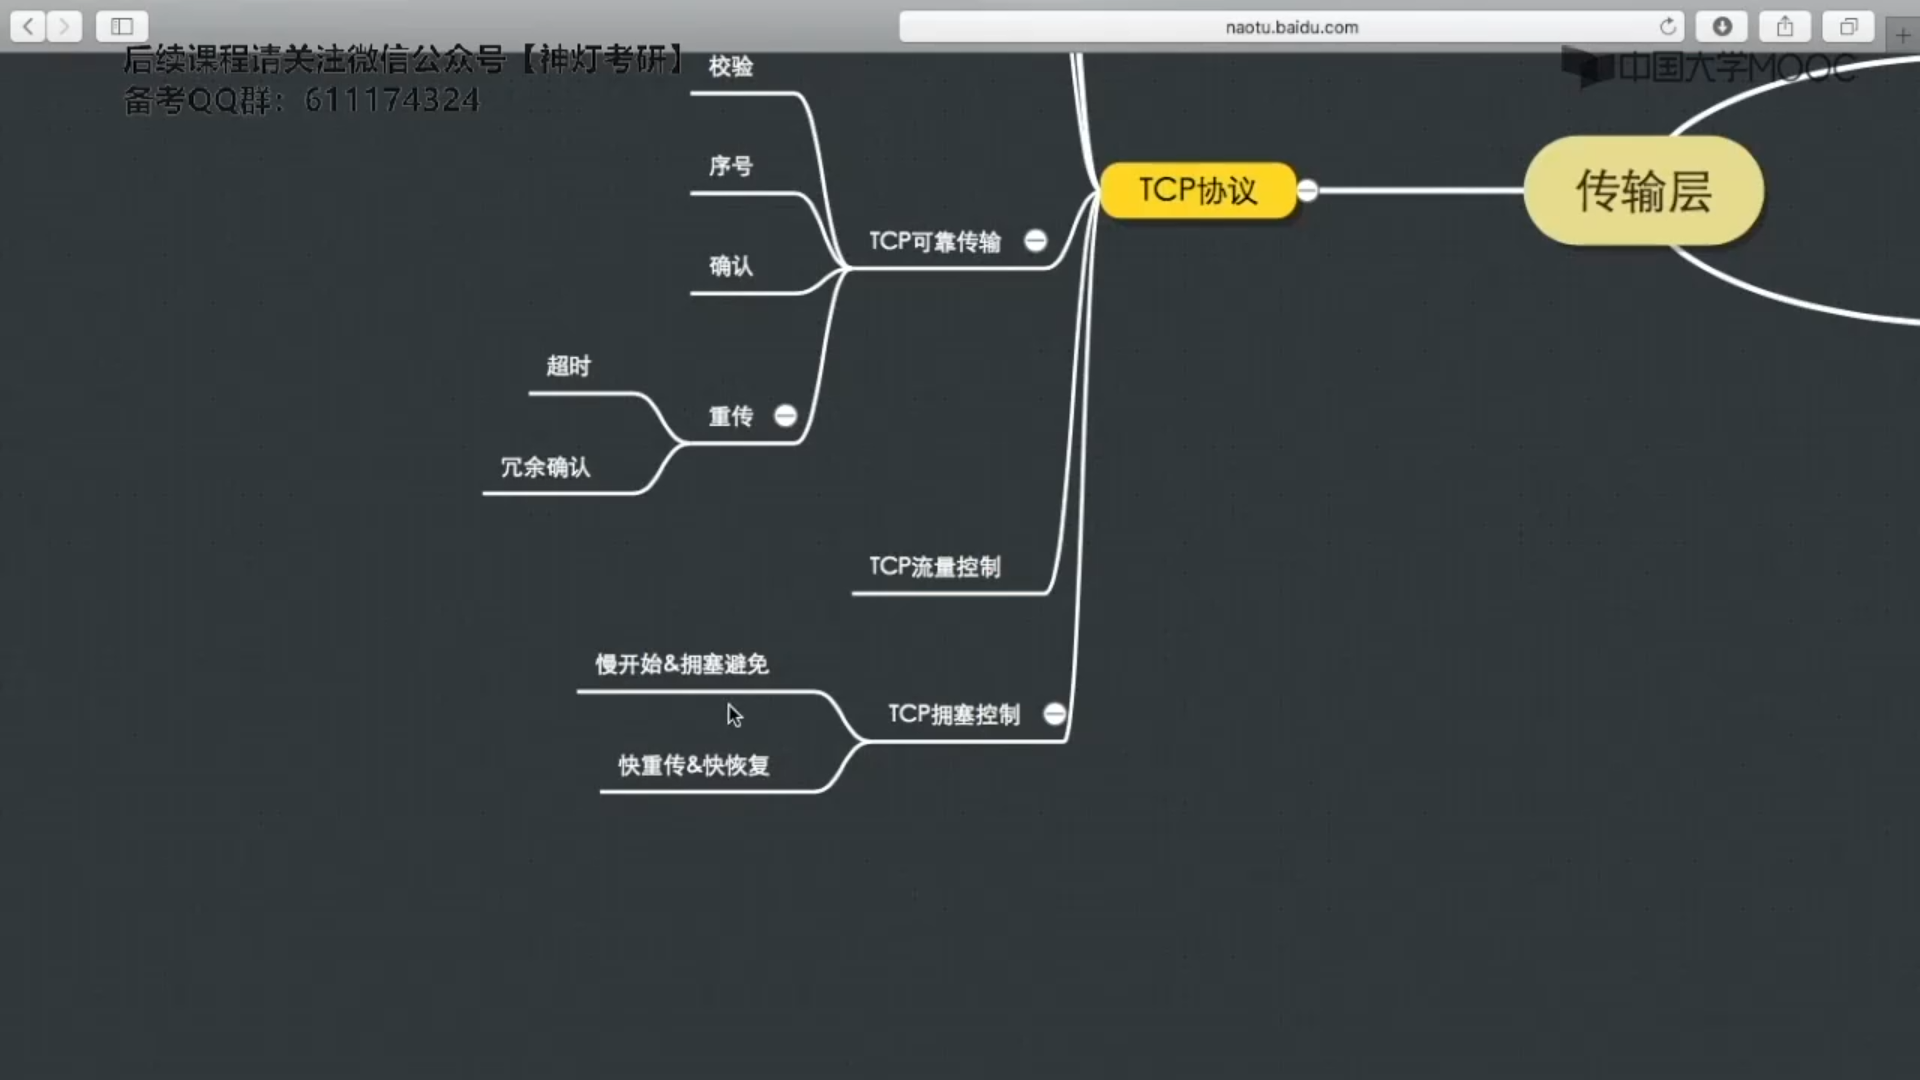 naotu.baidu.com
后续课程请关注微信公众号【神灯考研】
备考QQ群：611174324
中国大学MOOC
校验
序号
TCP协议
传输层
TCP可靠传输
确认
超时
重传
冗余确认
TCP流量控制
慢开始&拥塞避免
TCP拥塞控制
快重传&快恢复